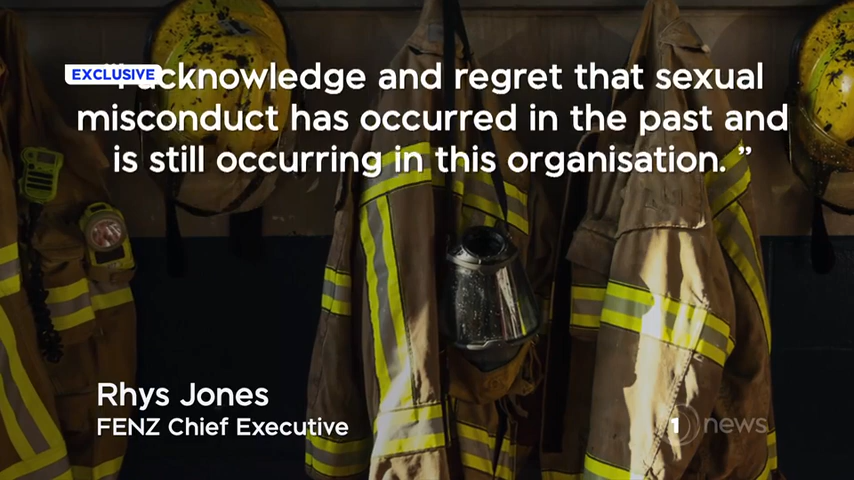 EXCLUSIVE
acknowledge and regret that sexual
misconduct has occurred in the past and
is still occurring in this organisation. ”
Rhys Jones
FENZ Chief Executive
1 news